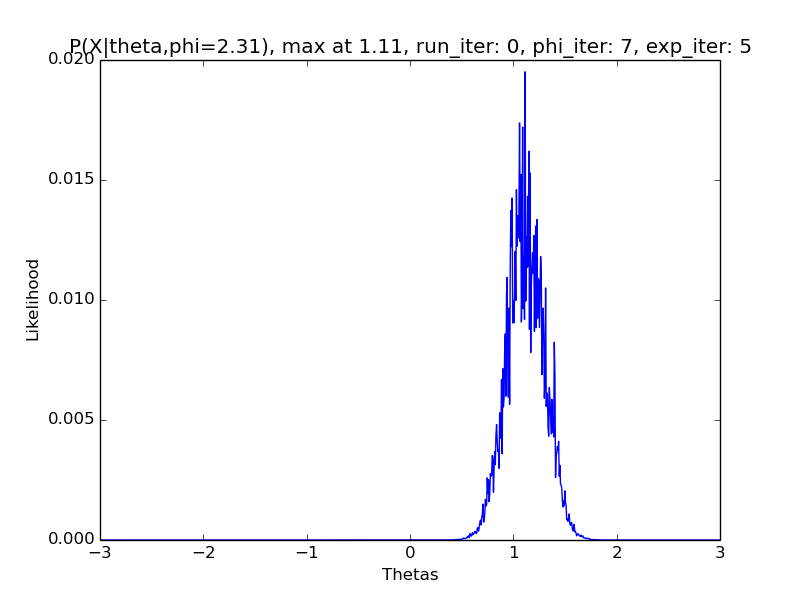 P(X|theta,phi=2.31), max at 1.11, run_iter: 0, phi_iter: 7, exp_iter: 5
0.020
0.015
0.010
0.005
0.000
Likelihood
−3 −2 −1 0 1 2 3
Thetas